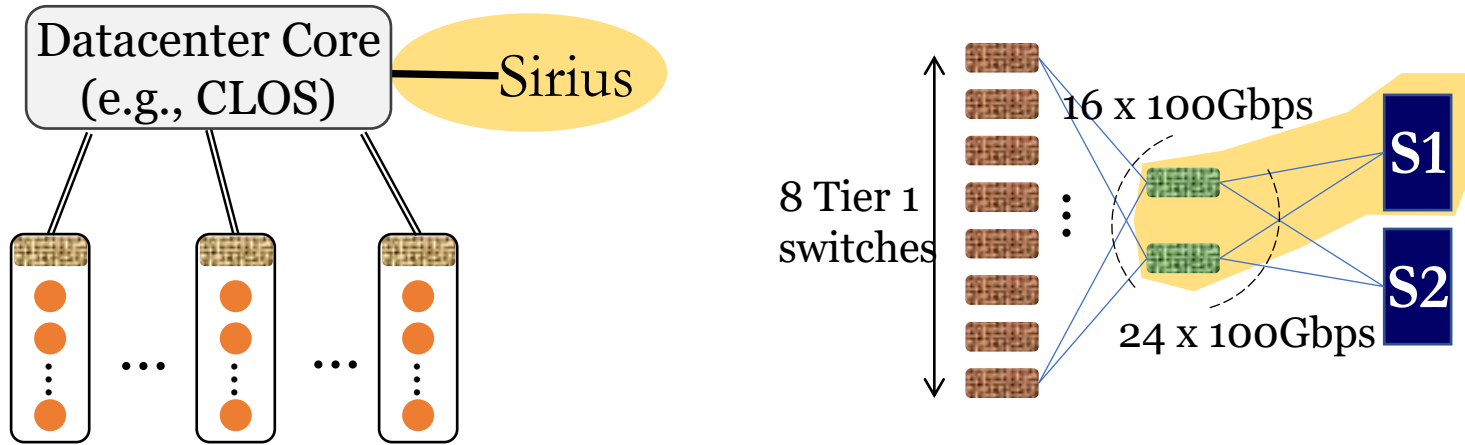 Datacenter Core
(e.g., CLOS)
Sirius
...
...
16 x 100Gbps
8 Tier 1
switches
S1
S2
24 x 100Gbps